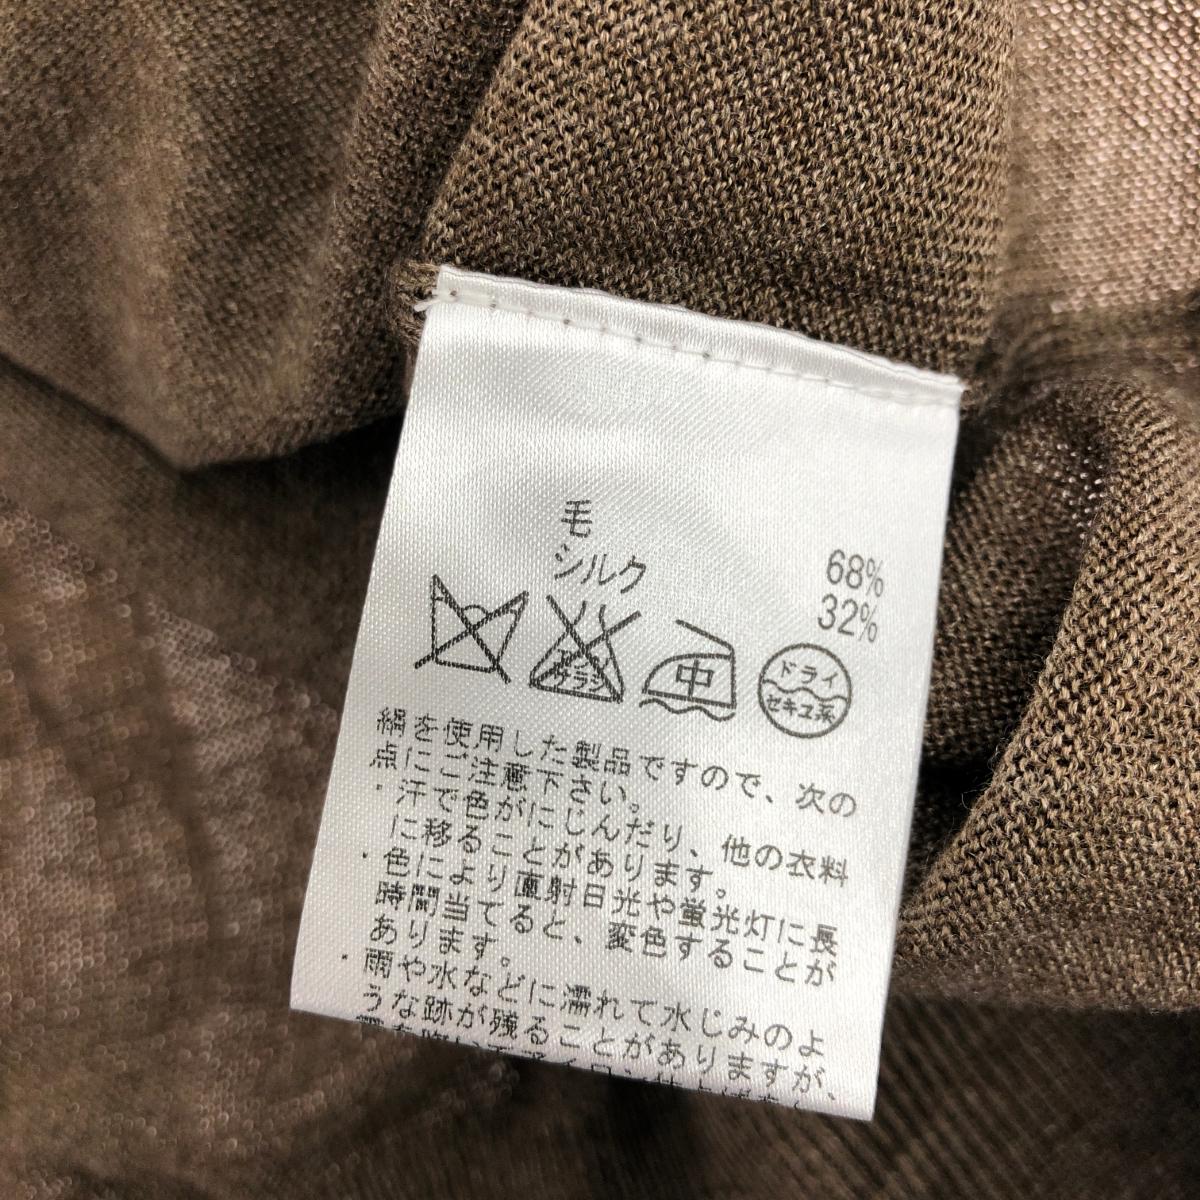 毛 68%
シルク 32%
中
ドライ
セキユ系
絹を使用した製品ですので、次の
点にご注意下さい。
・汗で色がにじんだり、他の衣料
に移ることがあります。
・色により直射日光や蛍光灯に長
時間当てると、変色することが
あります。
・雨や水などに濡れて水じみのよ
うな跡が残ることがありますが、